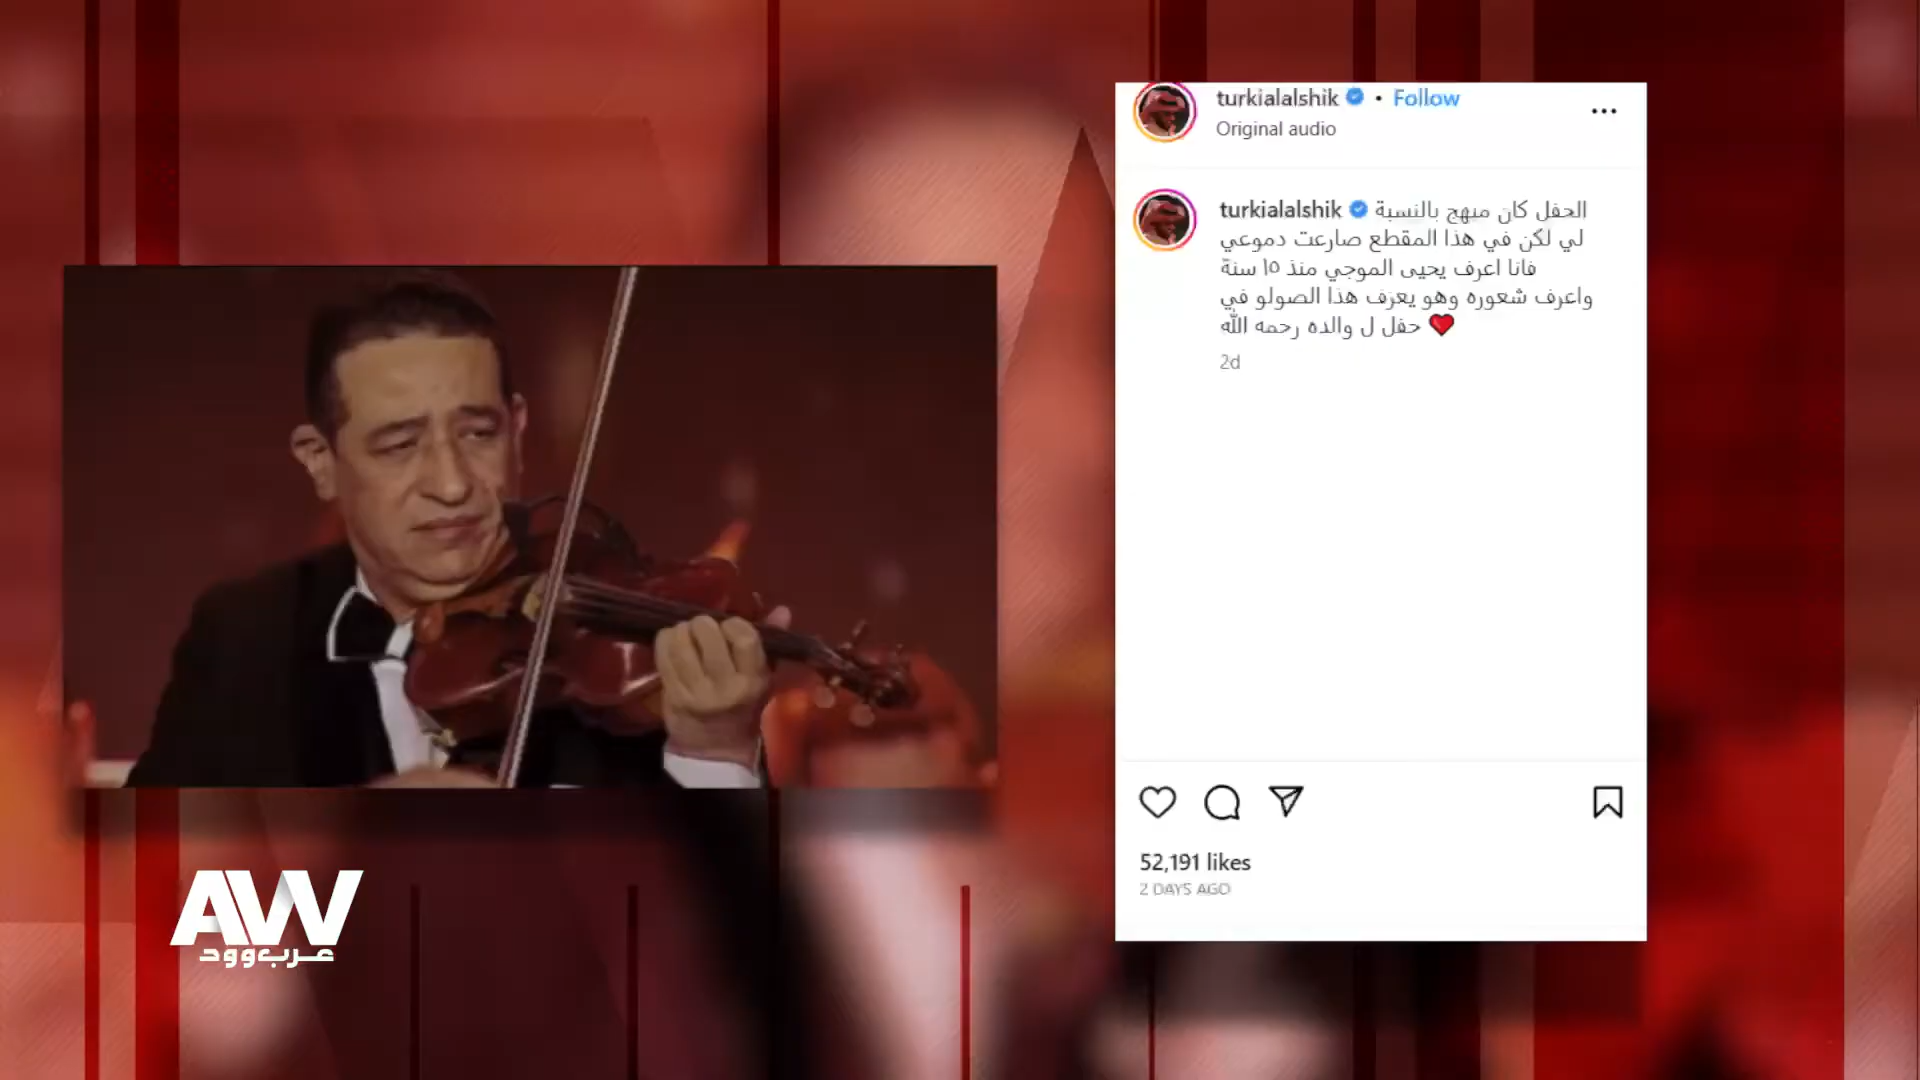 turkialalshik • Follow
Original audio
turkialalshik الحفل كان مبهج بالنسبة
لي لكن في هذا المقطع صارعت دموعي
فانا اعرف يحيى الموجي منذ ١٥ سنة
واعرف شعوره وهو يعزف هذا الصولو في
حفل ل والده رحمه الله ❤️
2d
52,191 likes
2 DAYS AGO
AW
عرب وود